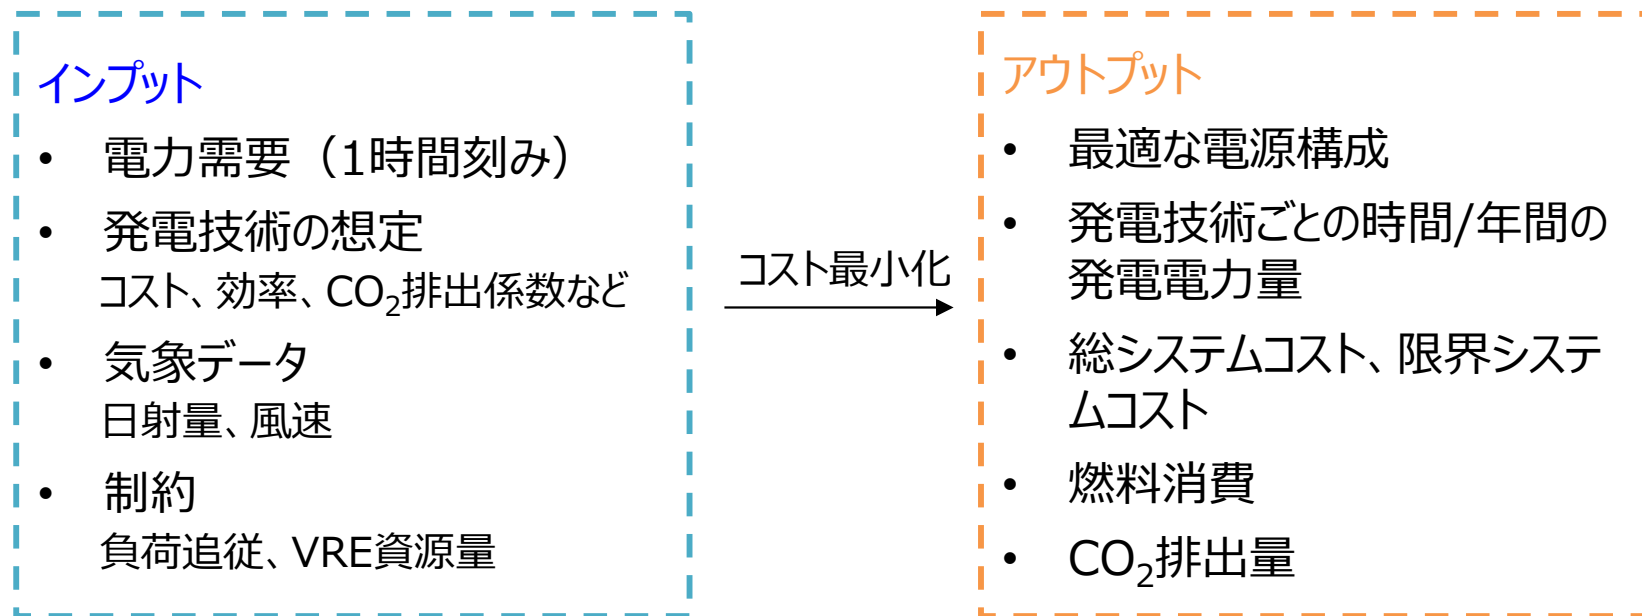 インプット
• 電力需要（1時間刻み）
• 発電技術の想定
コスト、効率、CO₂排出係数など
• 気象データ
日射量、風速
• 制約
負荷追従、VRE資源量
コスト最小化
アウトプット
• 最適な電源構成
• 発電技術ごとの時間/年間の
発電電力量
• 総システムコスト、限界システ
ムコスト
• 燃料消費
• CO₂排出量